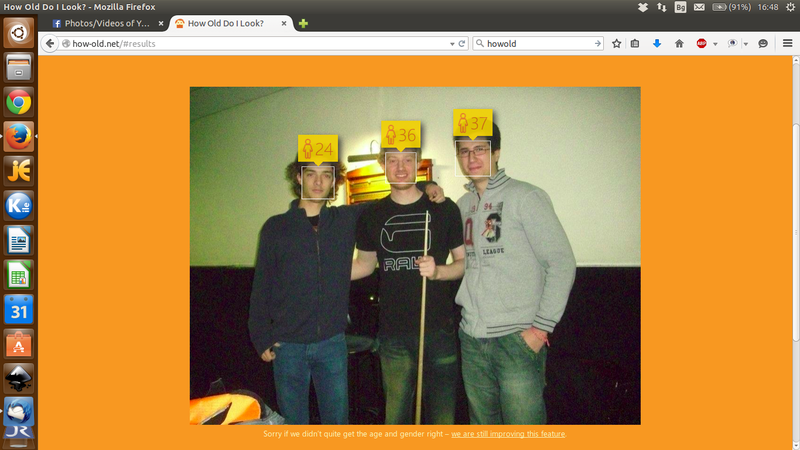 How Old Do I Look? - Mozilla Firefox
Bg
(91%)
16:48
Photos/Videos of Y...
How Old Do I Look?
how-old.net/#results
howold
ABP
24
36
37
G
RAW
LEAGUE
31
Sorry if we didn't quite get the age and gender right – we are still improving this feature.